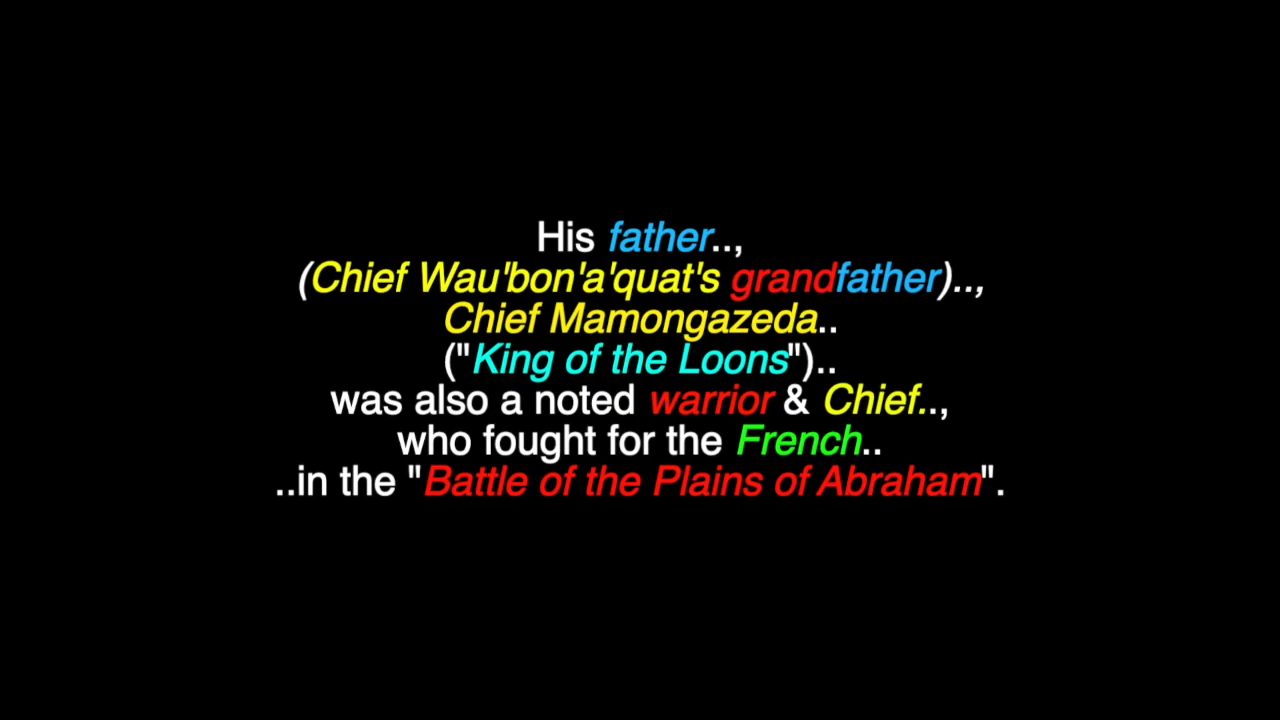 His father..,
(Chief Wau'bon'a'quat's grandfather)..,
Chief Mamongazeda..
("King of the Loons")..
was also a noted warrior & Chief..,
who fought for the French..
..in the "Battle of the Plains of Abraham".